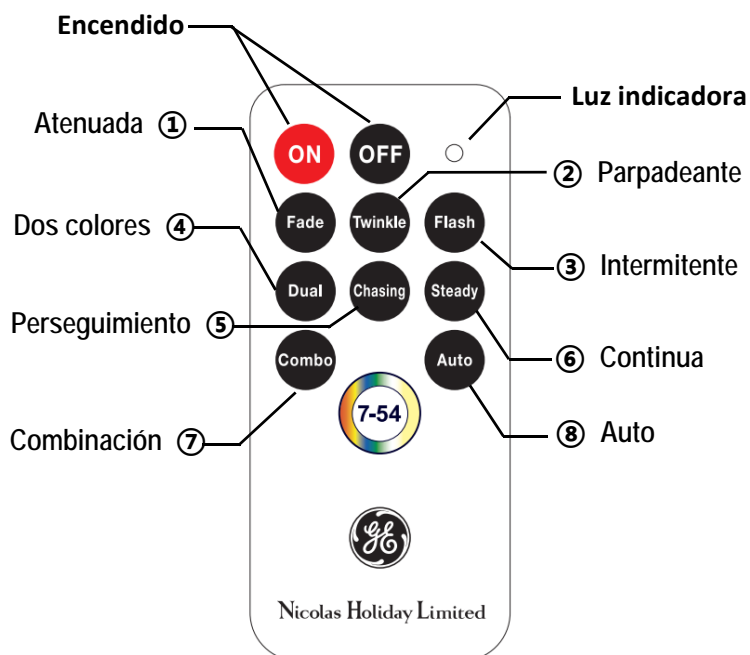 Encendido
Luz indicadora
Atenuada ①
ON
OFF
② Parpadeante
Fade
Twinkle
Flash
Dos colores ④
③ Intermitente
Dual
Chasing
Steady
Perseguimiento ⑤
⑥ Continua
Combo
Auto
7-54
Combinación ⑦
⑧ Auto
GE
Nicolas Holiday Limited